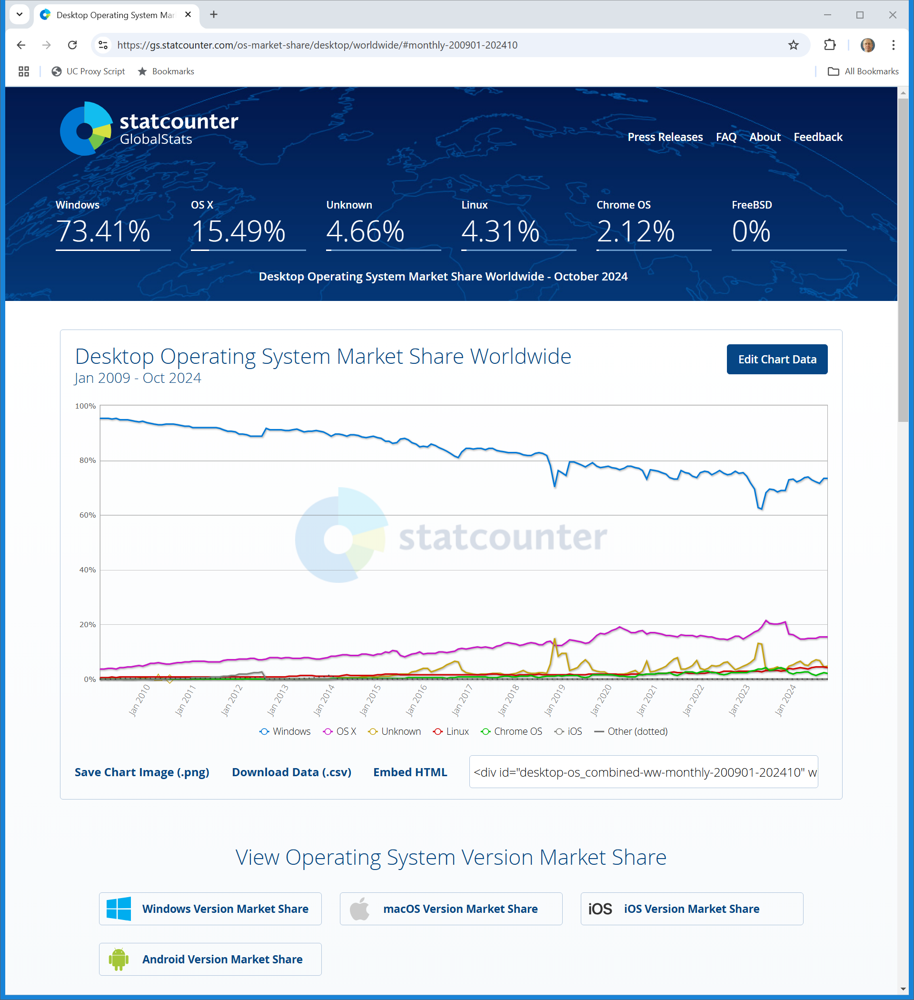 Desktop Operating System Mar
https://gs.statcounter.com/os-market-share/desktop/worldwide/#monthly-200901-202410
UC Proxy Script
Bookmarks
All Bookmarks
statcounter
GlobalStats
Press Releases FAQ About Feedback
Windows OS X Unknown Linux Chrome OS FreeBSD
73.41% 15.49% 4.66% 4.31% 2.12% 0%
Desktop Operating System Market Share Worldwide - October 2024
Desktop Operating System Market Share Worldwide
Jan 2009 - Oct 2024
Edit Chart Data
100%
80%
60%
statcounter
40%
20%
0%
Jan 2010 Jan 2011 Jan 2012 Jan 2013 Jan 2014 Jan 2015 Jan 2016 Jan 2017 Jan 2018 Jan 2019 Jan 2020 Jan 2021 Jan 2022 Jan 2023 Jan 2024
Windows OS X Unknown Linux Chrome OS iOS Other (dotted)
Save Chart Image (.png) Download Data (.csv) Embed HTML <div id="desktop-os_combined-ww-monthly-200901-202410" w
View Operating System Version Market Share
Windows Version Market Share
macOS Version Market Share
iOS iOS Version Market Share
Android Version Market Share